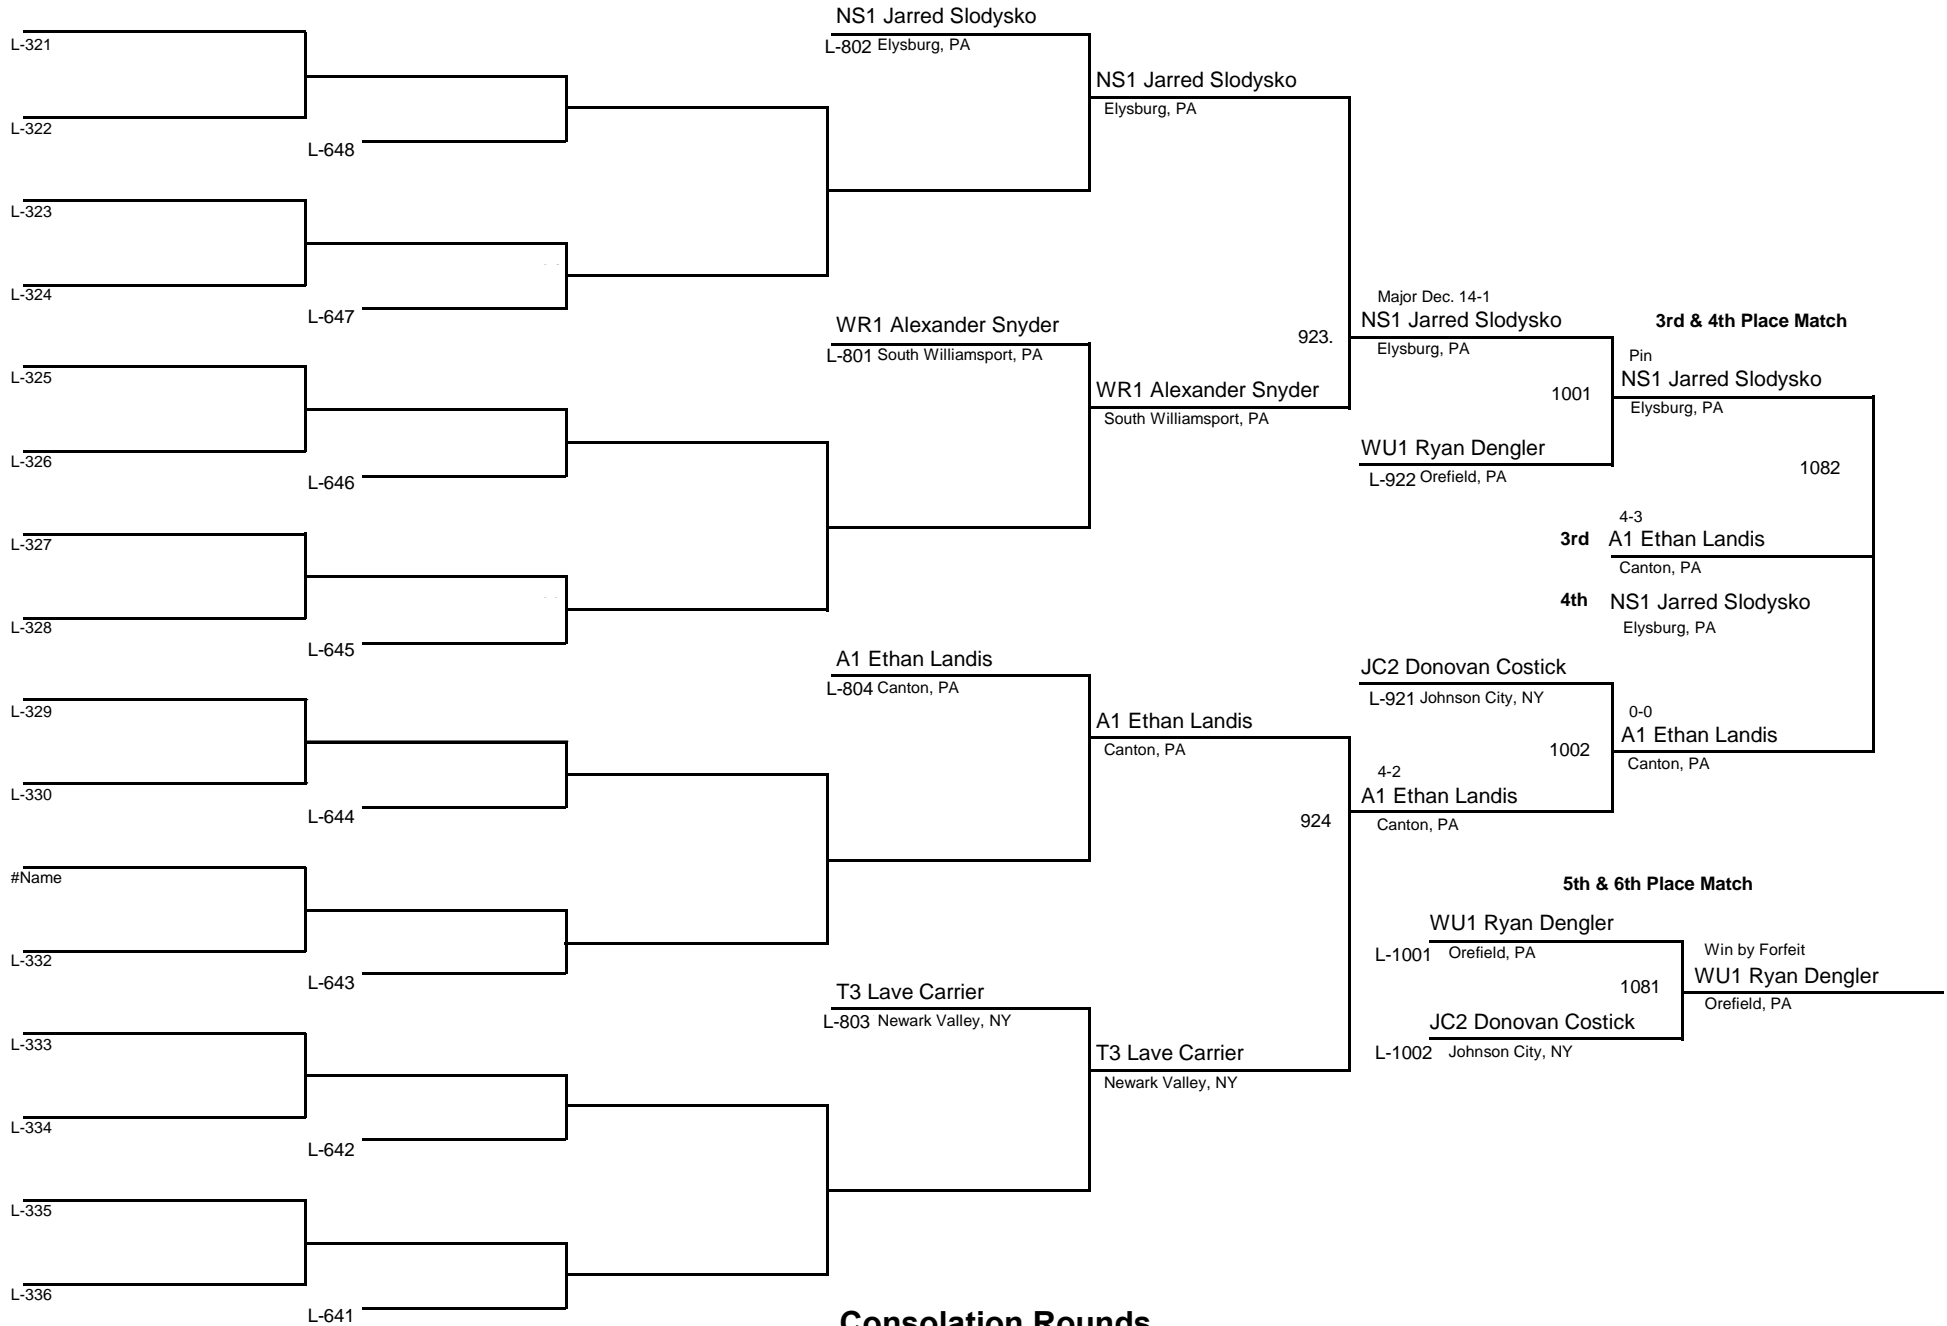 L-321
L-322
L-648
L-323
L-324
L-647
L-325
L-326
L-646
L-327
L-328
L-645
L-329
L-330
L-644
#Name
L-332
L-643
L-333
L-334
L-642
L-335
L-336
L-641
NS1 Jarred Slodysko
L-802 Elysburg, PA
WR1 Alexander Snyder
L-801 South Williamsport, PA
A1 Ethan Landis
L-804 Canton, PA
T3 Lave Carrier
L-803 Newark Valley, NY
NS1 Jarred Slodysko
Elysburg, PA
923.
WR1 Alexander Snyder
South Williamsport, PA
A1 Ethan Landis
Canton, PA
924
T3 Lave Carrier
Newark Valley, NY
Major Dec. 14-1
NS1 Jarred Slodysko
Elysburg, PA
1001
WU1 Ryan Dengler
L-922 Orefield, PA
JC2 Donovan Costick
L-921 Johnson City, NY
1002
4-2
A1 Ethan Landis
Canton, PA
3rd & 4th Place Match
Pin
NS1 Jarred Slodysko
Elysburg, PA
1082
4-3
3rd A1 Ethan Landis
Canton, PA
4th NS1 Jarred Slodysko
Elysburg, PA
0-0
A1 Ethan Landis
Canton, PA
5th & 6th Place Match
WU1 Ryan Dengler
L-1001 Orefield, PA
1081
JC2 Donovan Costick
L-1002 Johnson City, NY
Win by Forfeit
WU1 Ryan Dengler
Orefield, PA
Consolation Rounds